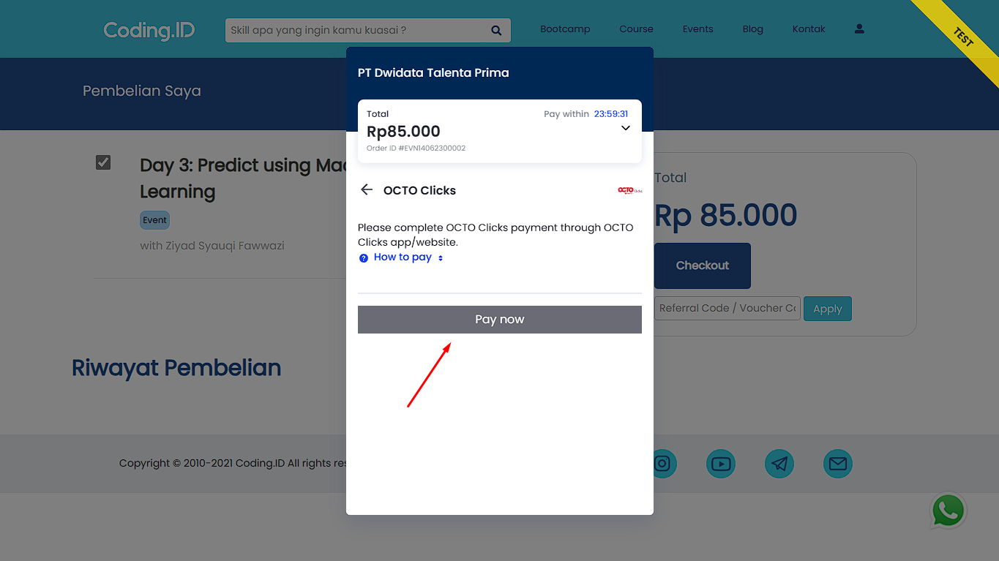 Coding.ID
Skill apa yang ingin kamu kuasai ?
Bootcamp
Course
Events
Blog
Kontak
TEST
Pembelian Saya
PT Dwidata Talenta Prima
Total
Pay within 23:59:31
Rp85.000
Order ID #EVN14062300002
OCTO Clicks
OCTO Clicks
Please complete OCTO Clicks payment through OCTO
Clicks app/website.
How to pay
Pay now
Day 3: Predict using Mac
Learning
Event
with Ziyad Syauqi Fawwazi
Total
Rp 85.000
Checkout
Referral Code / Voucher Co
Apply
Riwayat Pembelian
Copyright © 2010-2021 Coding.ID All rights res